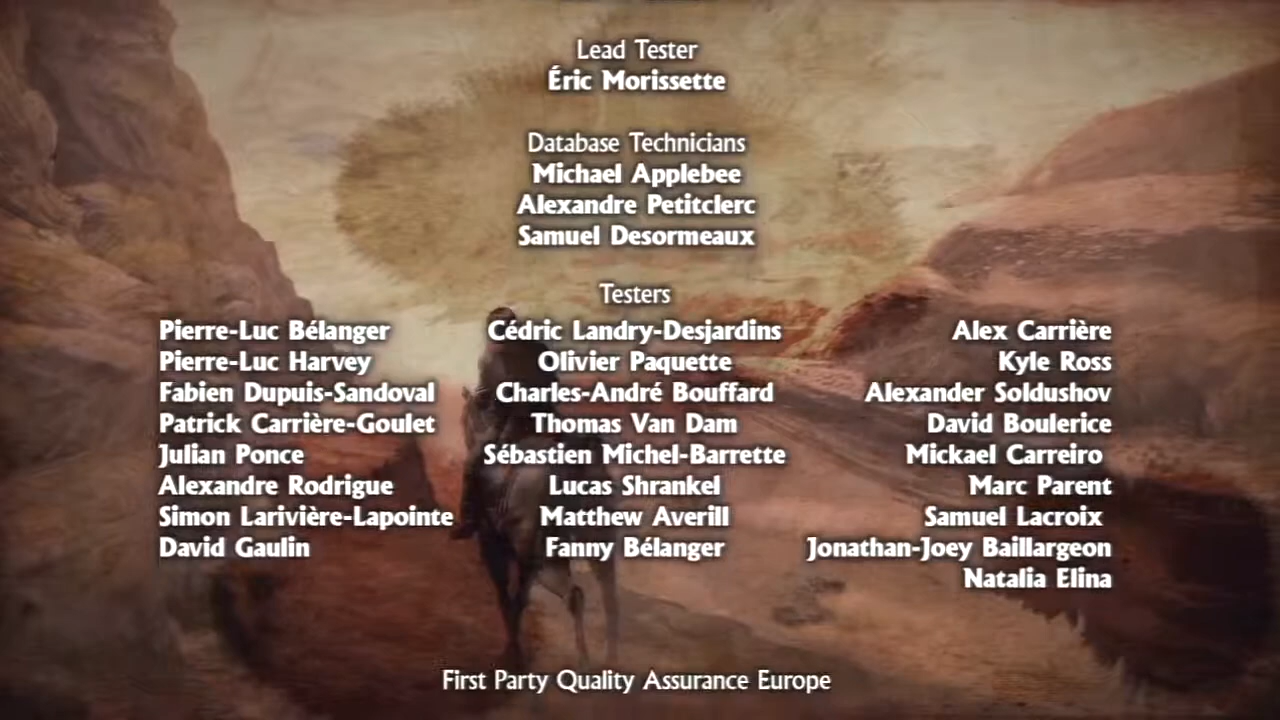 Lead Tester
Éric Morissette
Database Technicians
Michael Applebee
Alexandre Petitclerc
Samuel Desormeaux
Testers
Pierre-Luc Bélanger Cédric Landry-Desjardins Alex Carrière
Pierre-Luc Harvey Olivier Paquette Kyle Ross
Fabien Dupuis-Sandoval Charles-André Bouffard Alexander Soldushov
Patrick Carrière-Goulet Thomas Van Dam David Boulerice
Julian Ponce Sébastien Michel-Barrette Mickael Carreiro
Alexandre Rodrigue Lucas Shrankel Marc Parent
Simon Larivière-Lapointe Matthew Averill Samuel Lacroix
David Gaulin Fanny Bélanger Jonathan-Joey Baillargeon
Natalia Elina
First Party Quality Assurance Europe